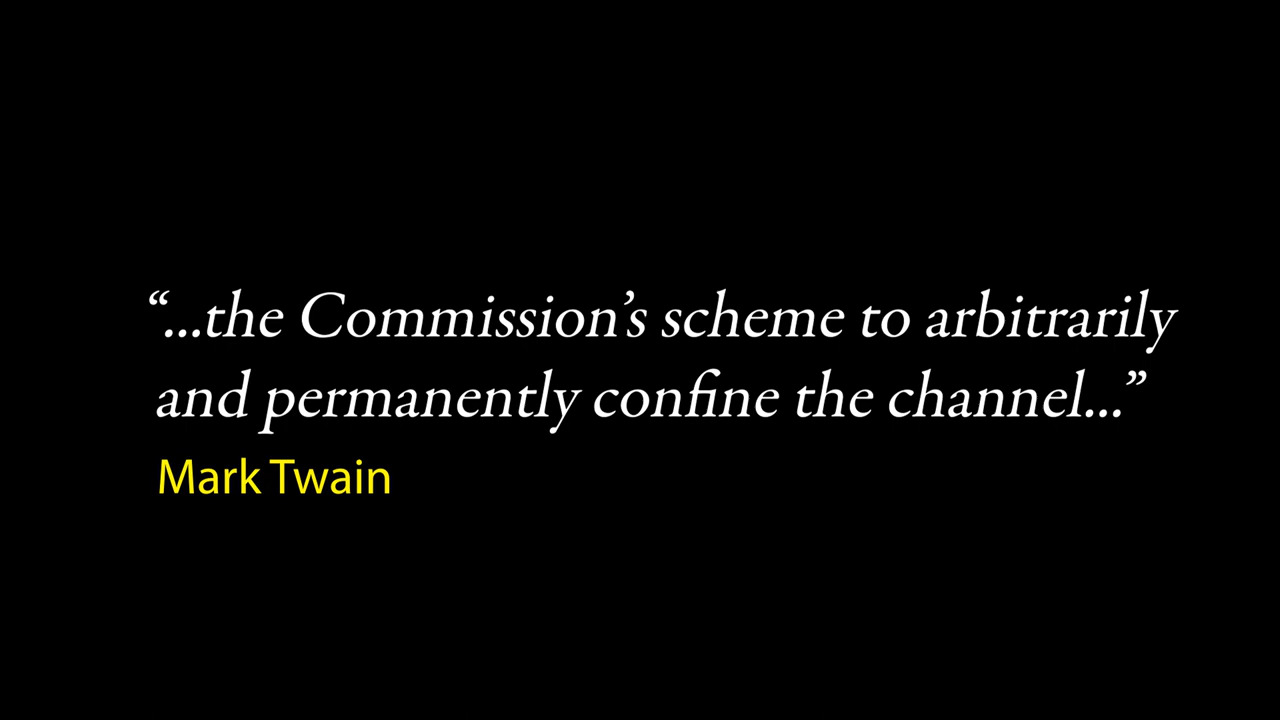 “...the Commission’s scheme to arbitrarily
and permanently confine the channel...”
Mark Twain